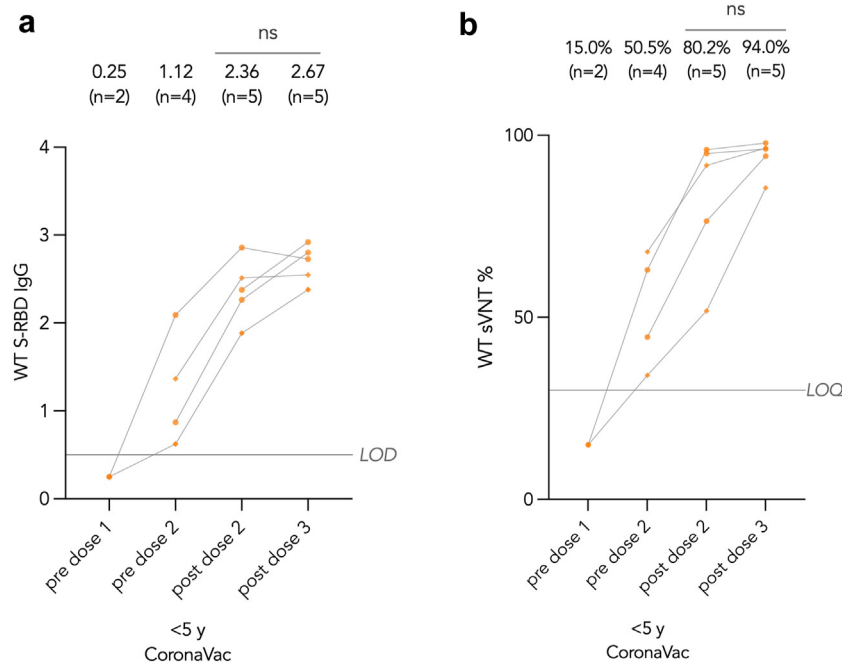 a
ns
0.25 1.12 2.36 2.67
(n=2) (n=4) (n=5) (n=5)
4
3
2
1
0
WT S-RBD IgG
LOD
pre dose 1
pre dose 2
post dose 2
post dose 3
<5 y
CoronaVac
b
ns
15.0% 50.5% 80.2% 94.0%
(n=2) (n=4) (n=5) (n=5)
100
50
0
WT sVNT %
LOQ
pre dose 1
pre dose 2
post dose 2
post dose 3
<5 y
CoronaVac